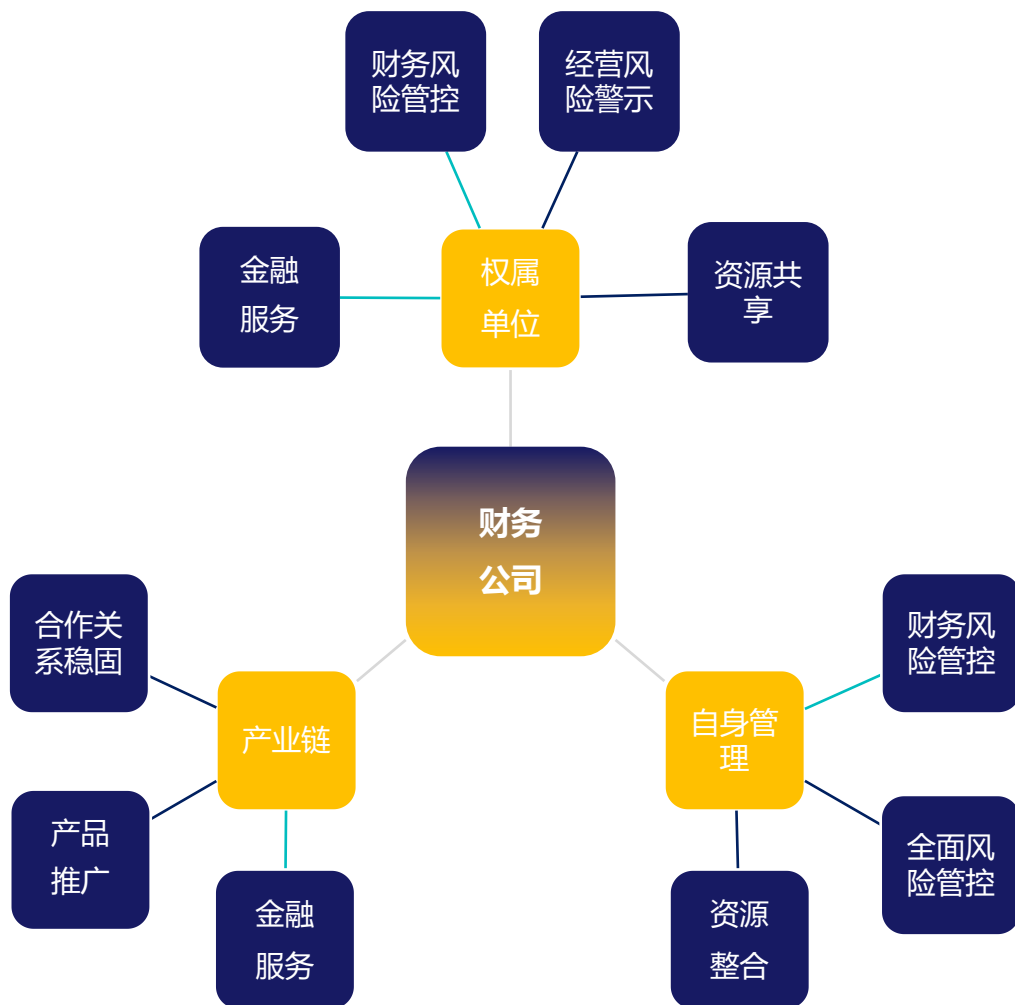 财务风
险管控
经营风
险警示
金融
服务
权属
单位
资源共
享
财务
公司
合作关
系稳固
产业链
产品
推广
金融
服务
自身管
理
财务风
险管控
全面风
险管控
资源
整合